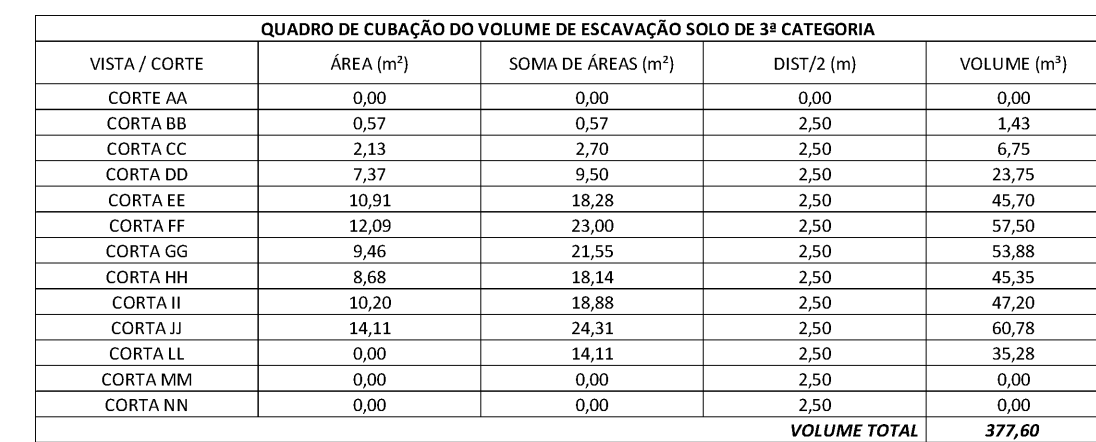 QUADRO DE CUBAÇÃO DO VOLUME DE ESCAVAÇÃO SOLO DE 3ª CATEGORIA
VISTA / CORTE ÁREA (m²) SOMA DE ÁREAS (m²) DIST/2 (m) VOLUME (m³)
CORTE AA 0,00 0,00 0,00 0,00
CORTA BB 0,57 0,57 2,50 1,43
CORTA CC 2,13 2,70 2,50 6,75
CORTA DD 7,37 9,50 2,50 23,75
CORTA EE 10,91 18,28 2,50 45,70
CORTA FF 12,09 23,00 2,50 57,50
CORTA GG 9,46 21,55 2,50 53,88
CORTA HH 8,68 18,14 2,50 45,35
CORTA II 10,20 18,88 2,50 47,20
CORTA JJ 14,11 24,31 2,50 60,78
CORTA LL 0,00 14,11 2,50 35,28
CORTA MM 0,00 0,00 2,50 0,00
CORTA NN 0,00 0,00 2,50 0,00
VOLUME TOTAL 377,60